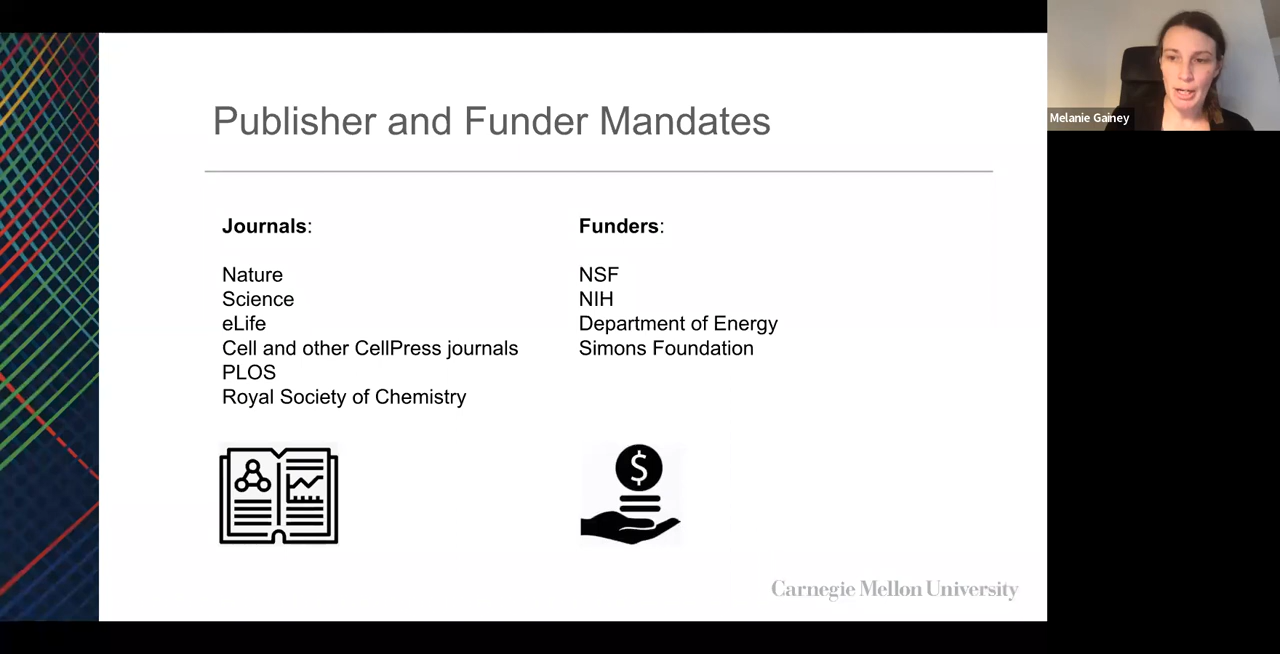 Publisher and Funder Mandates
Journals:
Nature
Science
eLife
Cell and other CellPress journals
PLOS
Royal Society of Chemistry
Funders:
NSF
NIH
Department of Energy
Simons Foundation
$
Carnegie Mellon University
Melanie Gainey